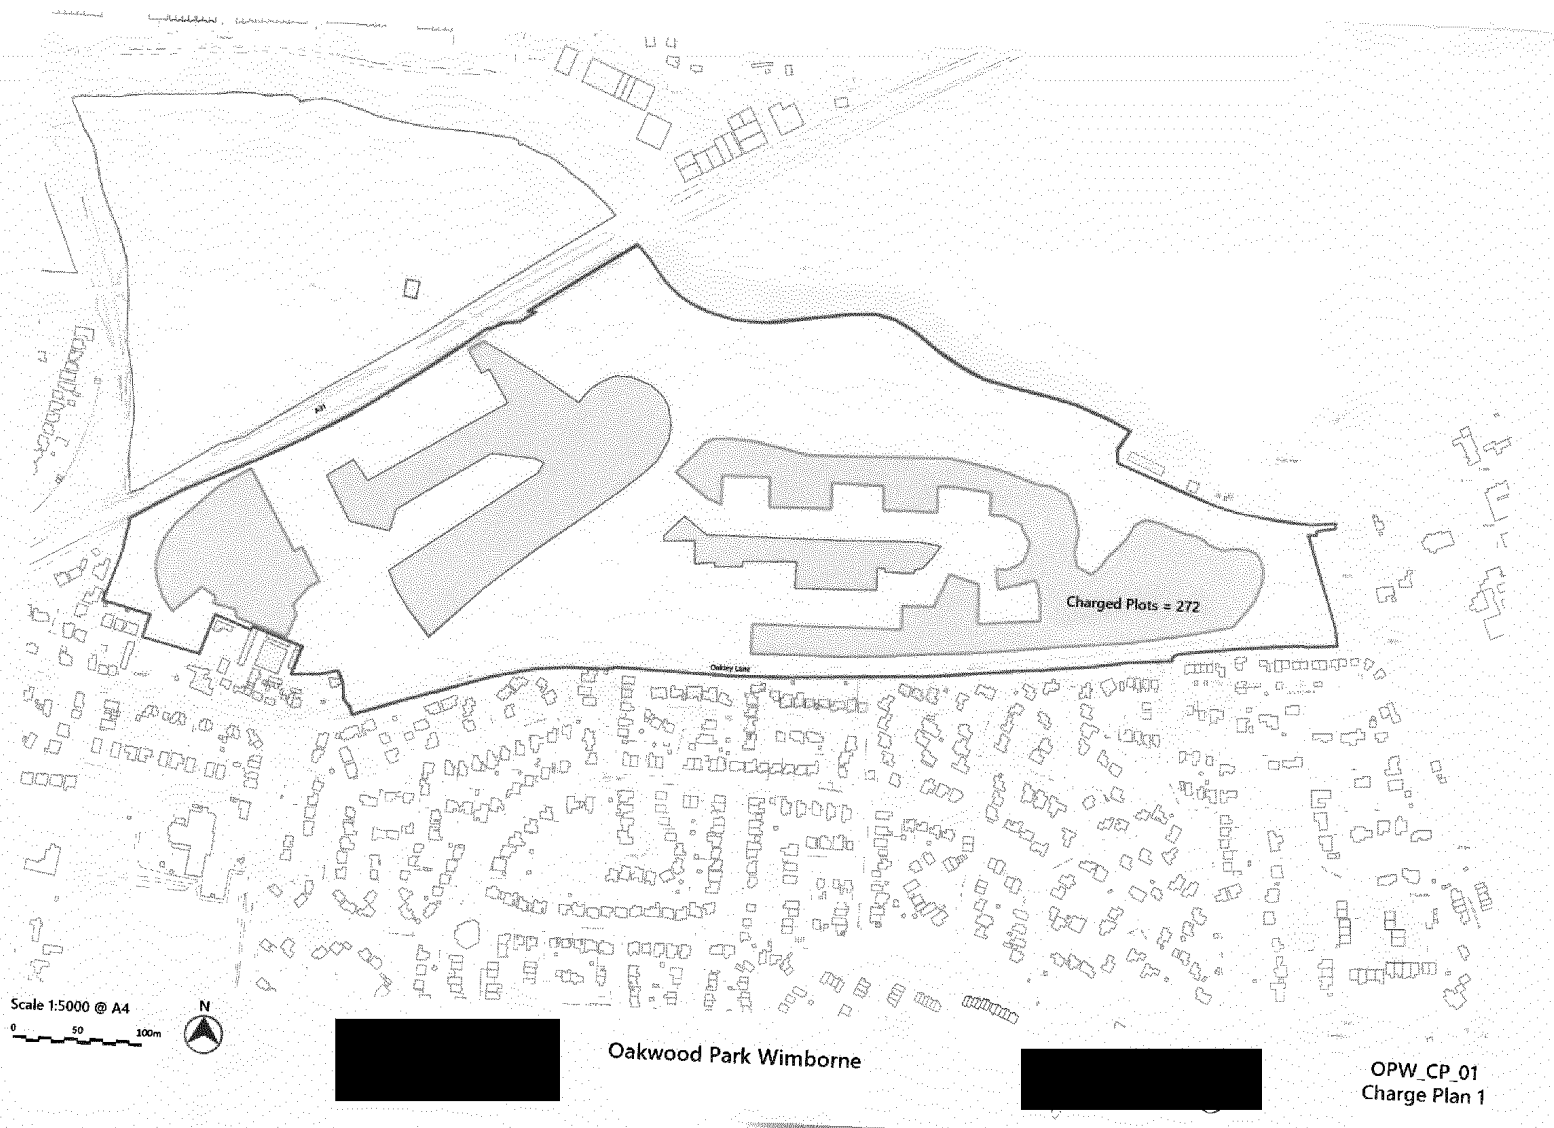 A31
Charged Plots = 272
Oakley Lane
Scale 1:5000 @ A4
0 50 100m
N
Oakwood Park Wimborne
OPW_CP_01
Charge Plan 1